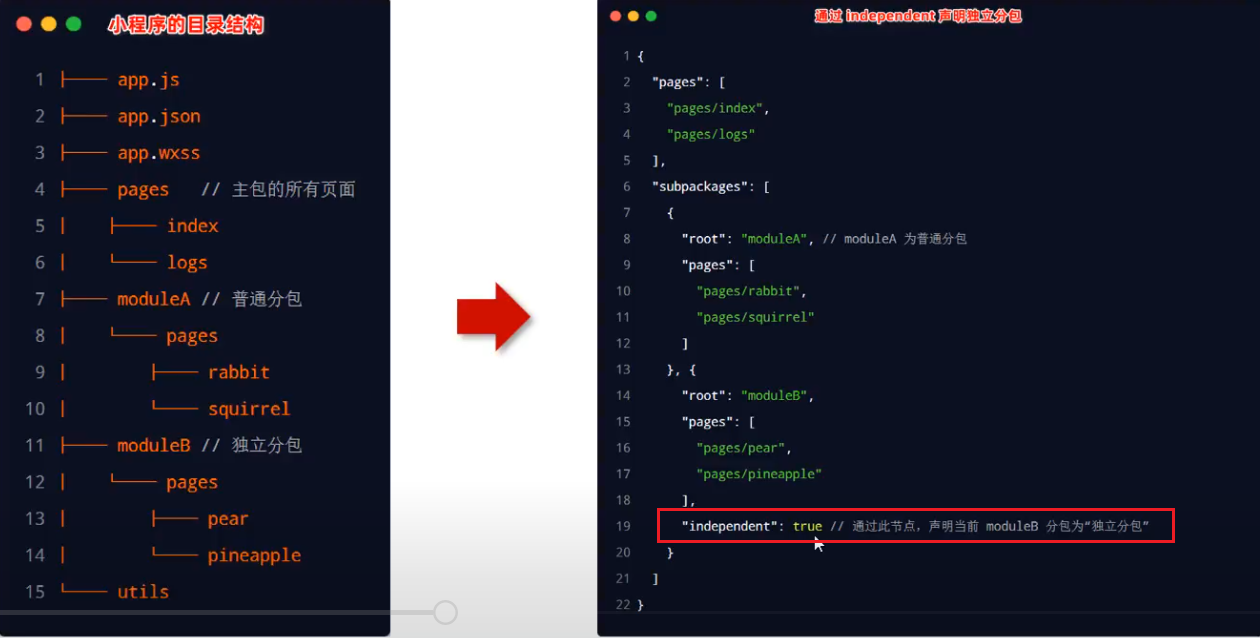 小程序的目录结构
1 ├── app.js
2 ├── app.json
3 ├── app.wxss
4 ├── pages // 主包的所有页面
5 │   ├── index
6 │   └── logs
7 ├── moduleA // 普通分包
8 │   └── pages
9 │       ├── rabbit
10 │       └── squirrel
11 ├── moduleB // 独立分包
12 │   └── pages
13 │       ├── pear
14 │       └── pineapple
15 └── utils
通过 independent 声明独立分包
1 {
2   "pages": [
3     "pages/index",
4     "pages/logs"
5   ],
6   "subpackages": [
7     {
8       "root": "moduleA", // moduleA 为普通分包
9       "pages": [
10         "pages/rabbit",
11         "pages/squirrel"
12       ]
13     }, {
14       "root": "moduleB",
15       "pages": [
16         "pages/pear",
17         "pages/pineapple"
18       ],
19       "independent": true // 通过此节点，声明当前 moduleB 分包为“独立分包”
20     }
21   ]
22 }